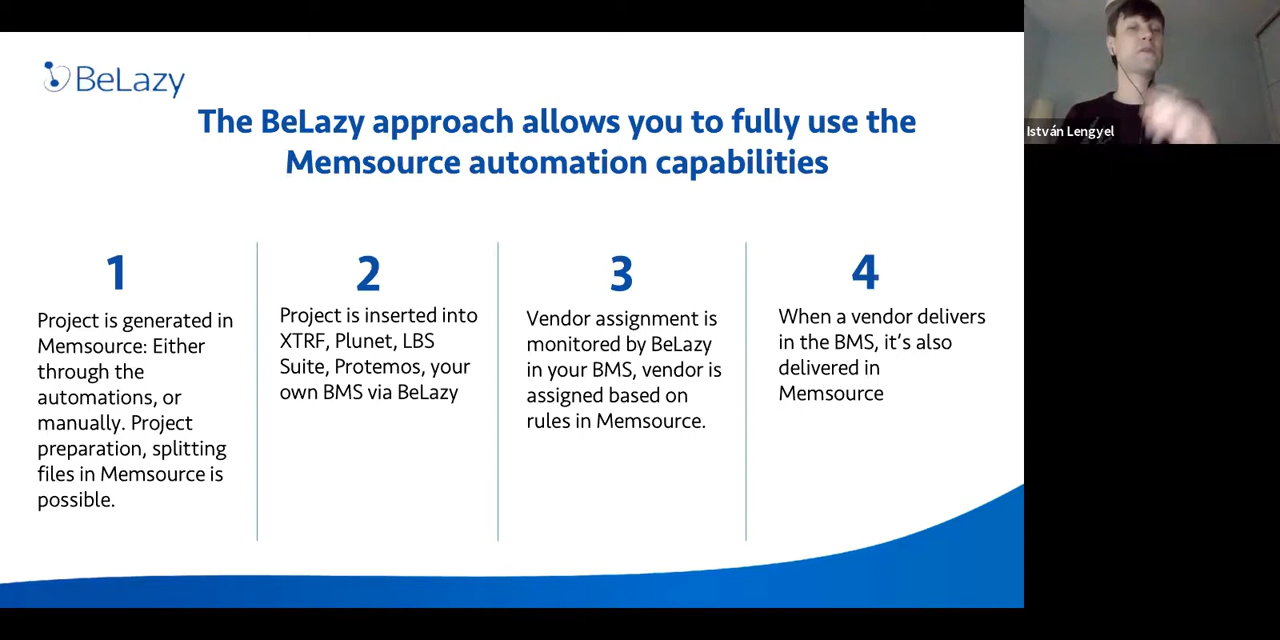 BeLazy
The BeLazy approach allows you to fully use the
Memsource automation capabilities
1
Project is generated in
Memsource: Either
through the
automations, or
manually. Project
preparation, splitting
files in Memsource is
possible.
2
Project is inserted into
XTRF, Plunet, LBS
Suite, Protemos, your
own BMS via BeLazy
3
Vendor assignment is
monitored by BeLazy
in your BMS, vendor is
assigned based on
rules in Memsource.
4
When a vendor delivers
in the BMS, it’s also
delivered in
Memsource
István Lengyel